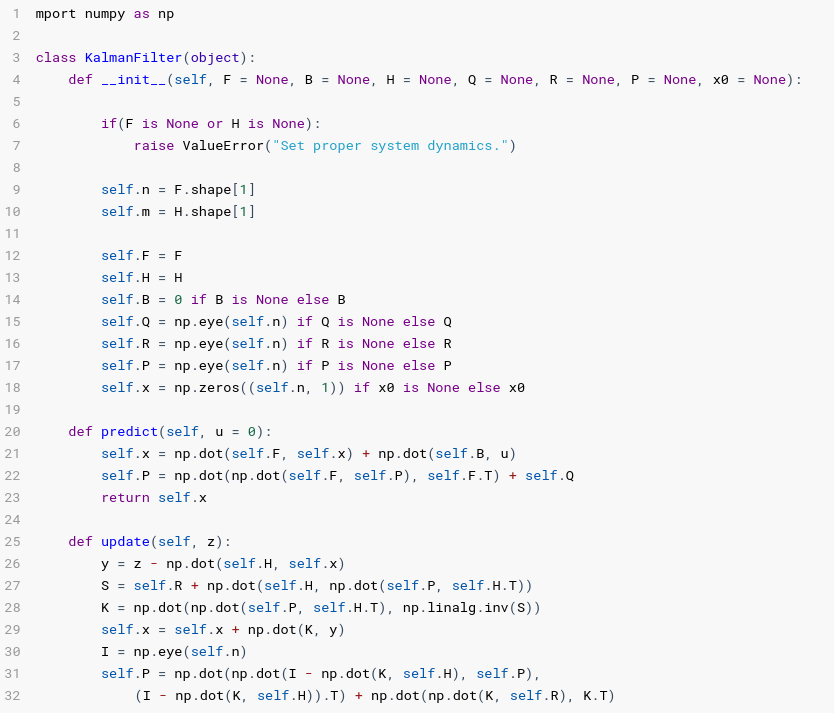 1 mport numpy as np
2
3 class KalmanFilter(object):
4     def __init__(self, F = None, B = None, H = None, Q = None, R = None, P = None, x0 = None):
5
6         if(F is None or H is None):
7             raise ValueError("Set proper system dynamics.")
8
9         self.n = F.shape[1]
10         self.m = H.shape[1]
11
12         self.F = F
13         self.H = H
14         self.B = 0 if B is None else B
15         self.Q = np.eye(self.n) if Q is None else Q
16         self.R = np.eye(self.n) if R is None else R
17         self.P = np.eye(self.n) if P is None else P
18         self.x = np.zeros((self.n, 1)) if x0 is None else x0
19
20     def predict(self, u = 0):
21         self.x = np.dot(self.F, self.x) + np.dot(self.B, u)
22         self.P = np.dot(np.dot(self.F, self.P), self.F.T) + self.Q
23         return self.x
24
25     def update(self, z):
26         y = z - np.dot(self.H, self.x)
27         S = self.R + np.dot(self.H, np.dot(self.P, self.H.T))
28         K = np.dot(np.dot(self.P, self.H.T), np.linalg.inv(S))
29         self.x = self.x + np.dot(K, y)
30         I = np.eye(self.n)
31         self.P = np.dot(np.dot(I - np.dot(K, self.H), self.P),
32             (I - np.dot(K, self.H)).T) + np.dot(np.dot(K, self.R), K.T)